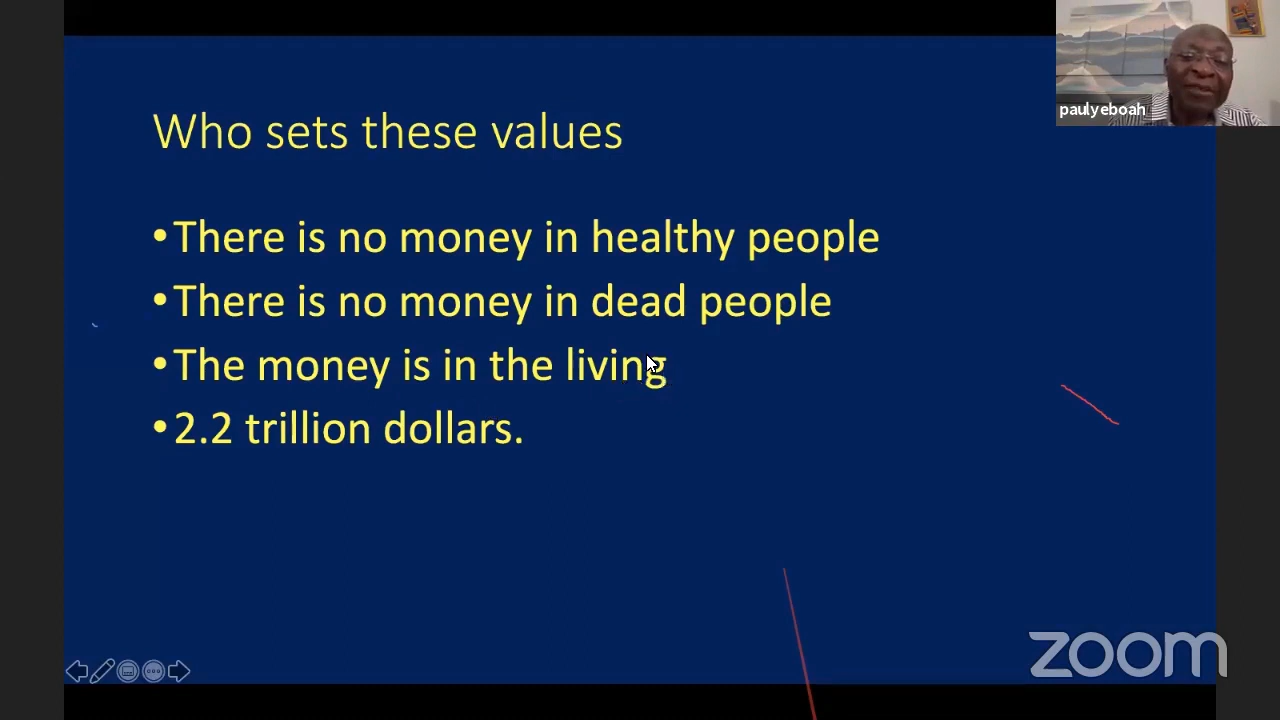 paulyeboah
Who sets these values
•There is no money in healthy people
•There is no money in dead people
•The money is in the living
•2.2 trillion dollars.
zoom